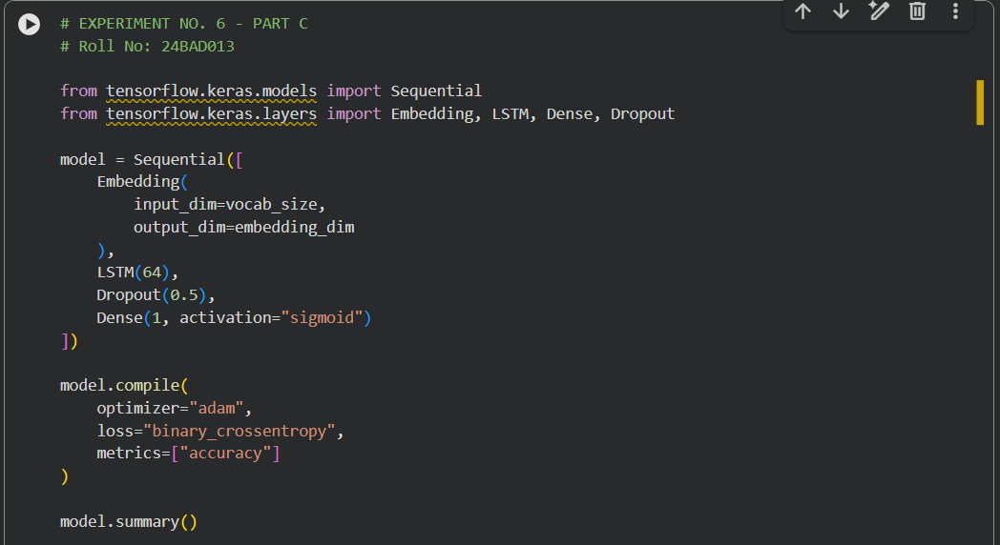 # EXPERIMENT NO. 6 - PART C
# Roll No: 24BAD013

from tensorflow.keras.models import Sequential
from tensorflow.keras.layers import Embedding, LSTM, Dense, Dropout

model = Sequential([
    Embedding(
        input_dim=vocab_size,
        output_dim=embedding_dim
    ),
    LSTM(64),
    Dropout(0.5),
    Dense(1, activation="sigmoid")
])

model.compile(
    optimizer="adam",
    loss="binary_crossentropy",
    metrics=["accuracy"]
)

model.summary()